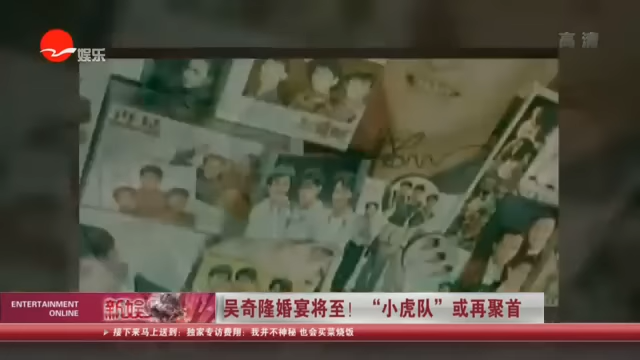 娱乐
高清
ENTERTAINMENT
ONLINE
新娱乐
吴奇隆婚宴将至！“小虎队”或再聚首
接下来马上送到：独家专访费翔：我并不神秘 也会买菜烧饭